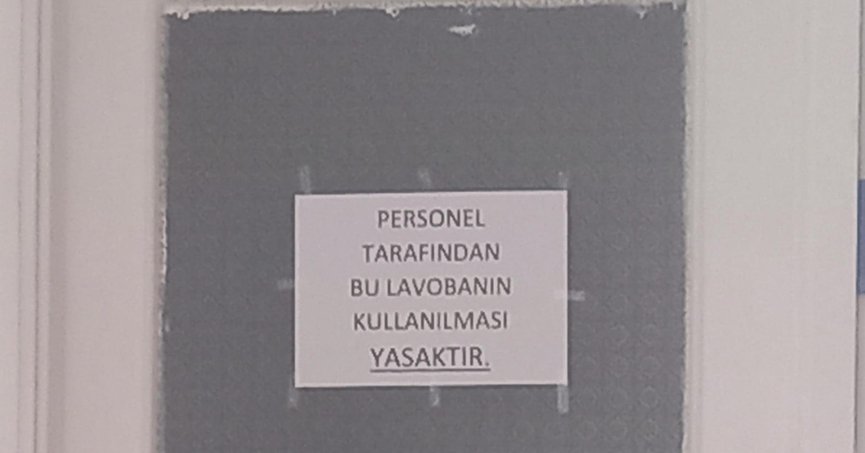 PERSONEL
TARAFINDAN
BU LAVOBANIN
KULLANILMASI
YASAKTIR.